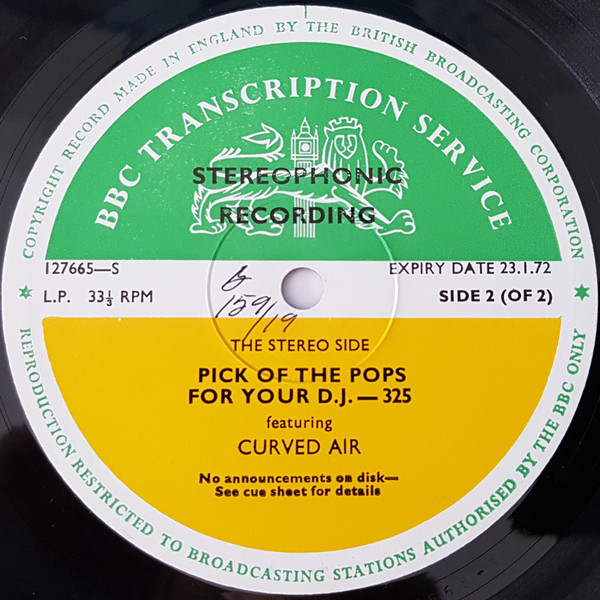 COPYRIGHT RECORD MADE IN ENGLAND BY THE BRITISH BROADCASTING CORPORATION
BBC TRANSCRIPTION SERVICE
STEREOPHONIC
RECORDING
127665—S EXPIRY DATE 23.1.72
L.P. 33⅓ RPM SIDE 2 (OF 2)
159/19
THE STEREO SIDE
PICK OF THE POPS
FOR YOUR D.J. — 325
featuring
CURVED AIR
No announcements on disk—
See cue sheet for details
REPRODUCTION RESTRICTED TO BROADCASTING STATIONS AUTHORISED BY THE BBC ONLY